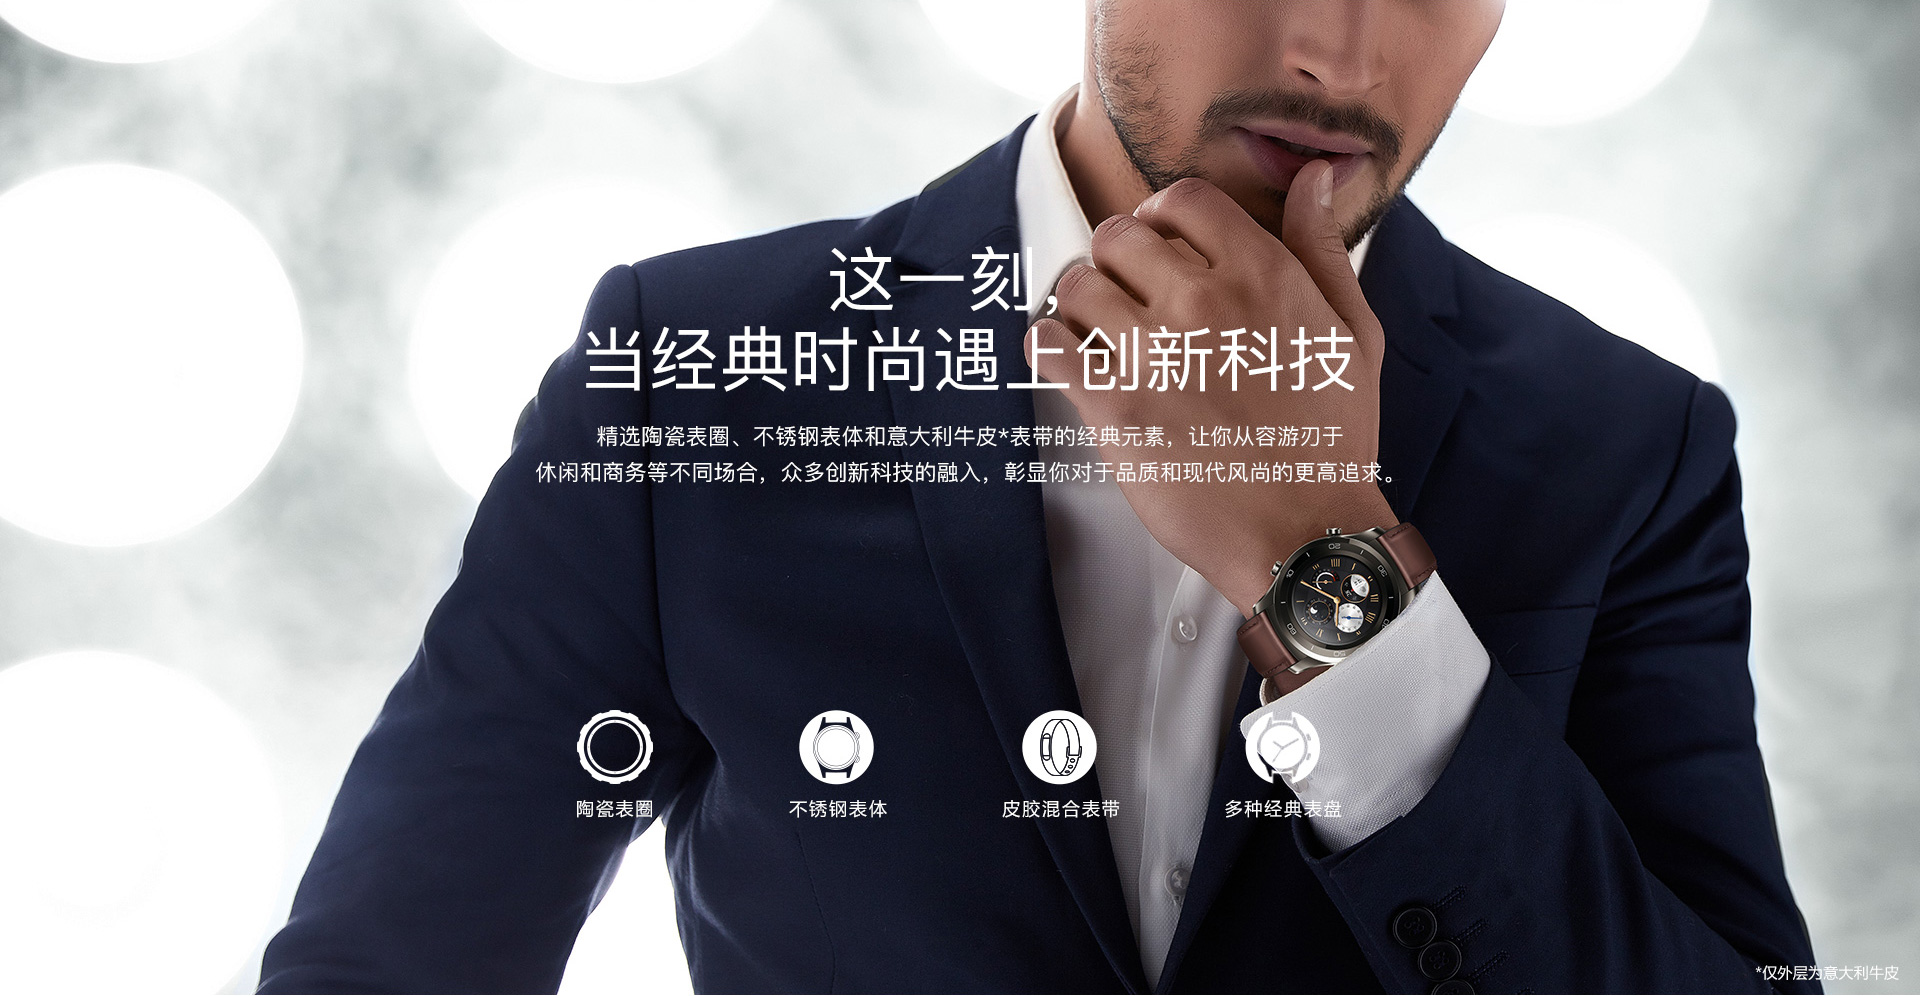 这一刻，
当经典时尚遇上创新科技
精选陶瓷表圈、不锈钢表体和意大利牛皮*表带的经典元素，让你从容游刃于
休闲和商务等不同场合，众多创新科技的融入，彰显你对于品质和现代风尚的更高追求。
陶瓷表圈
不锈钢表体
皮胶混合表带
多种经典表盘
*仅外层为意大利牛皮